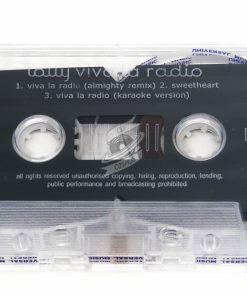 lolly viva la radio
1. viva la radio (almighty remix) 2. sweetheart
3. viva la radio (karaoke version)
all rights reserved unauthorised copying, hiring, reproduction, lending,
public performance and broadcasting prohibited